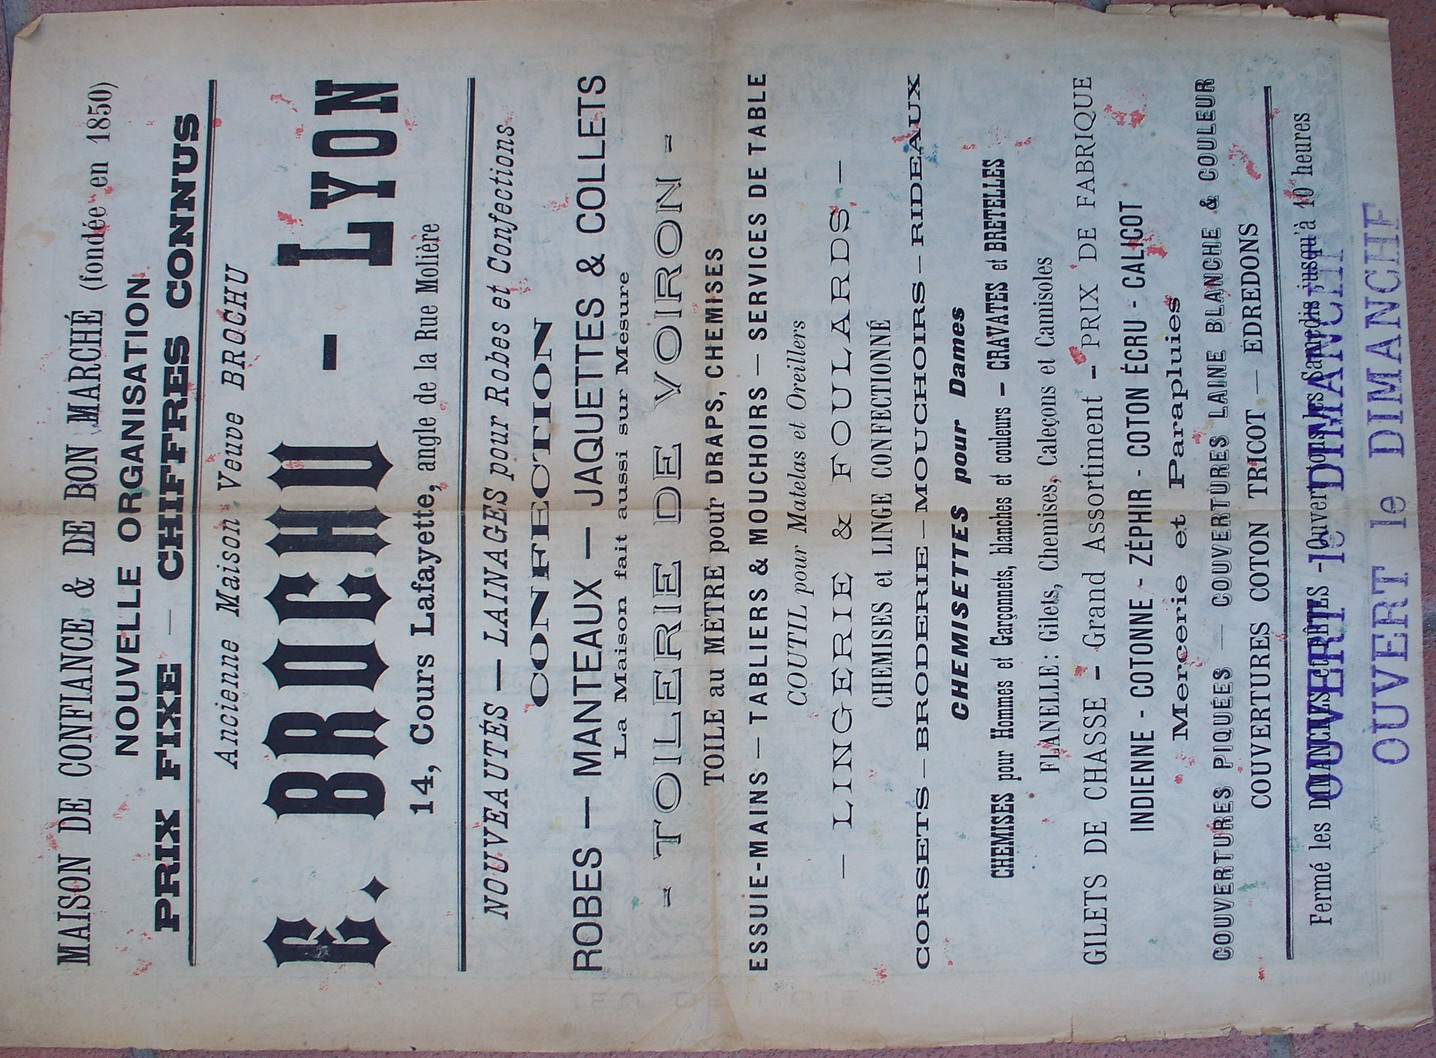 MAISON DE CONFIANCE & DE BON MARCHÉ (fondée en 1850)
NOUVELLE ORGANISATION
PRIX FIXE — CHIFFRES CONNUS
Ancienne Maison Veuve BROCHU
E. BROCHU - LYON
14, Cours Lafayette, angle de la Rue Molière
NOUVEAUTÉS — LAINAGES pour Robes et Confections
CONFECTION
ROBES — MANTEAUX — JAQUETTES & COLLETS
La Maison fait aussi sur Mesure
- TOILERIE DE VOIRON -
TOILE au MÈTRE pour DRAPS, CHEMISES
ESSUIE-MAINS — TABLIERS & MOUCHOIRS — SERVICES DE TABLE
COUTIL pour Matelas et Oreillers
— LINGERIE & FOULARDS —
CHEMISES et LINGE CONFECTIONNÉ
CORSETS — BRODERIE — MOUCHOIRS — RIDEAUX
CHEMISETTES pour Dames
CHEMISES pour Hommes et Garçonnets, blanches et couleurs — CRAVATES et BRETELLES
FLANELLE: Gilets, Chemises, Caleçons et Camisoles
GILETS DE CHASSE - Grand Assortiment - PRIX DE FABRIQUE
INDIENNE - COTONNE - ZÉPHIR - COTON ÉCRU - CALICOT
Mercerie et Parapluies
COUVERTURES PIQUÉES — COUVERTURES LAINE BLANCHE & COULEUR
COUVERTURES COTON TRICOT — EDREDONS
Fermé les DIMANCHES et FÊTES - Ouvert tous les Samedis jusqu'à 10 heures
OUVERT le DIMANCHE
OUVERT le DIMANCHE